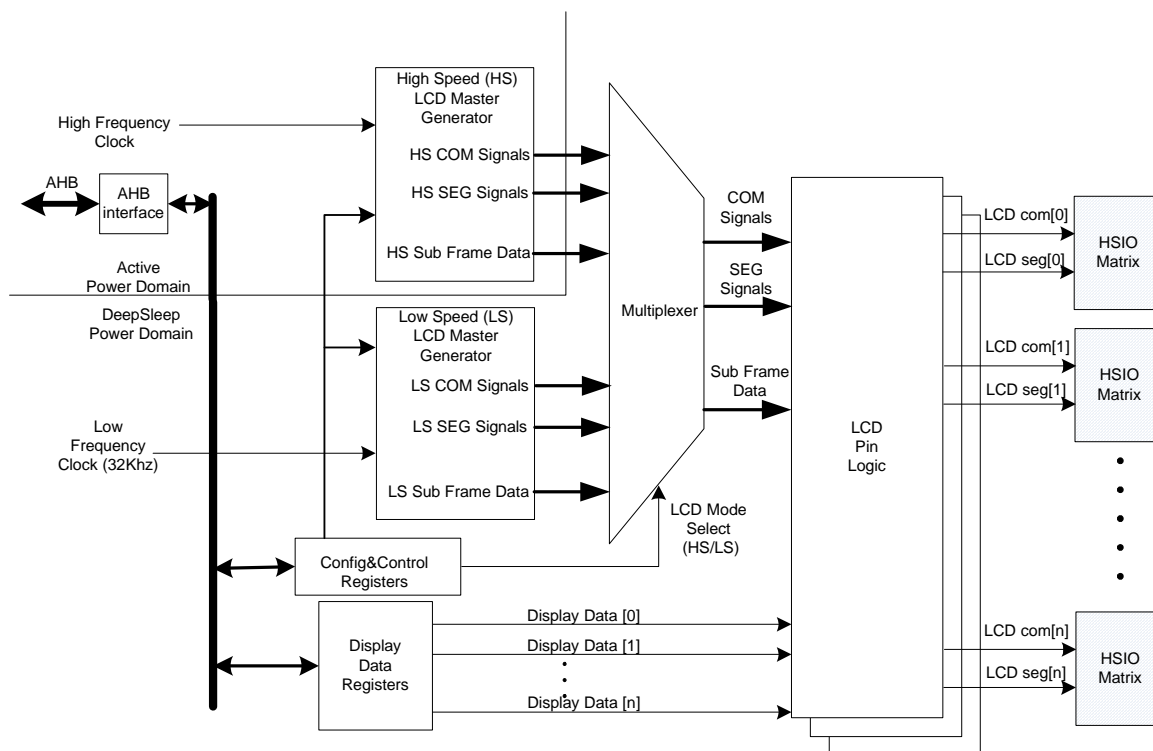 High Speed (HS)
LCD Master
Generator
High Frequency
Clock
HS COM Signals
AHB
AHB
interface
HS SEG Signals
HS Sub Frame Data
Active
Power Domain
DeepSleep
Power Domain
Low Speed (LS)
LCD Master
Generator
LS COM Signals
Low
Frequency
Clock (32Khz)
LS SEG Signals
LS Sub Frame Data
Multiplexer
COM
Signals
SEG
Signals
Sub Frame
Data
LCD Mode
Select
(HS/LS)
Config&Control
Registers
Display
Data
Registers
Display Data [0]
Display Data [1]
Display Data [n]
LCD
Pin
Logic
LCD com[0]
LCD seg[0]
HSIO
Matrix
LCD com[1]
LCD seg[1]
HSIO
Matrix
LCD com[n]
LCD seg[n]
HSIO
Matrix